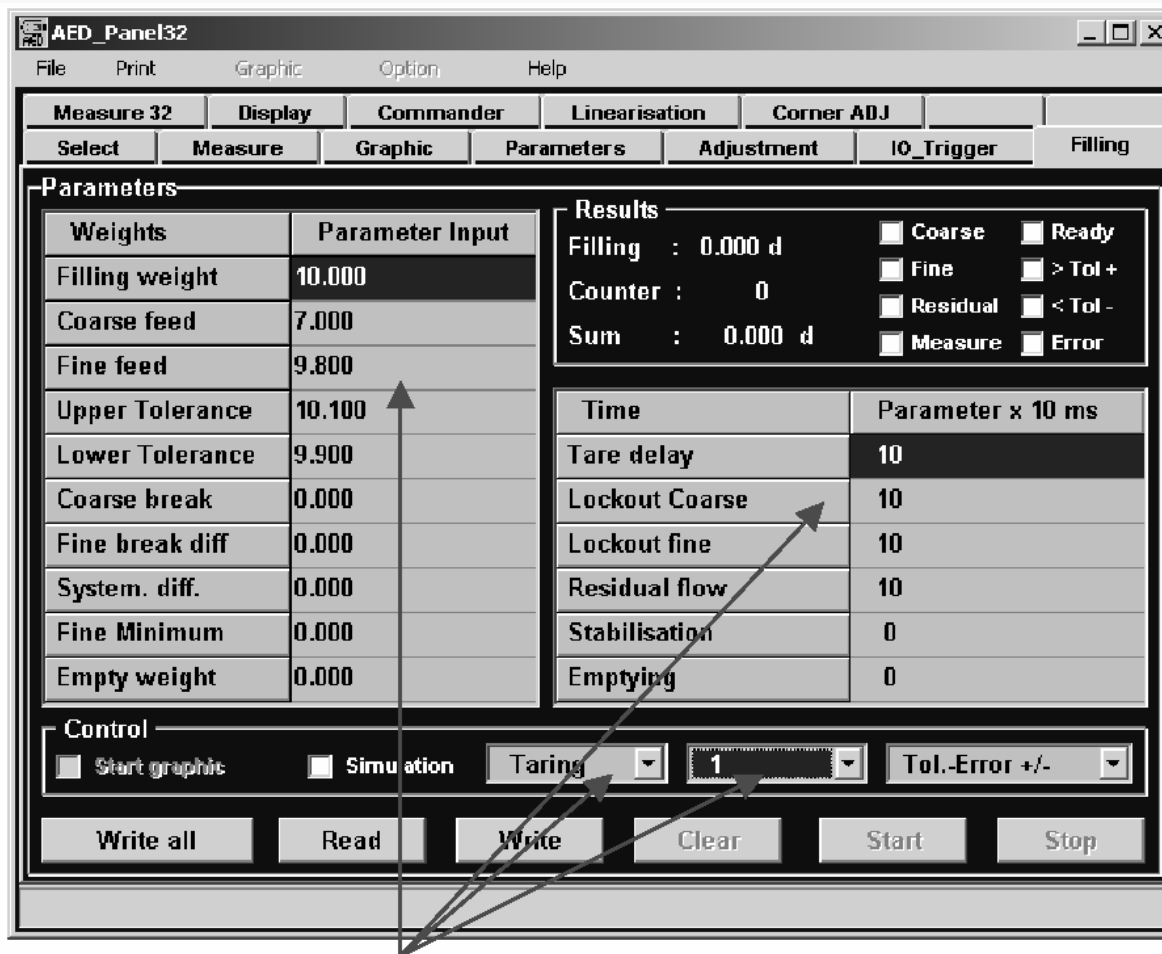 AED_Panel32
File Print Graphic Option Help
Measure 32 Display Commander Linearisation Corner ADJ
Select Measure Graphic Parameters Adjustment IO_Trigger Filling
Parameters
Weights Parameter Input
Filling weight 10.000
Coarse feed 7.000
Fine feed 9.800
Upper Tolerance 10.100
Lower Tolerance 9.900
Coarse break 0.000
Fine break diff 0.000
System. diff. 0.000
Fine Minimum 0.000
Empty weight 0.000
Results
Filling : 0.000 d
Counter : 0
Sum : 0.000 d
Coarse Ready
Fine > Tol +
Residual < Tol -
Measure Error
Time Parameter x 10 ms
Tare delay 10
Lockout Coarse 10
Lockout fine 10
Residual flow 10
Stabilisation 0
Emptying 0
Control
Start graphic Simulation Taring 1 Tol.-Error +/-
Write all Read Write Clear Start Stop